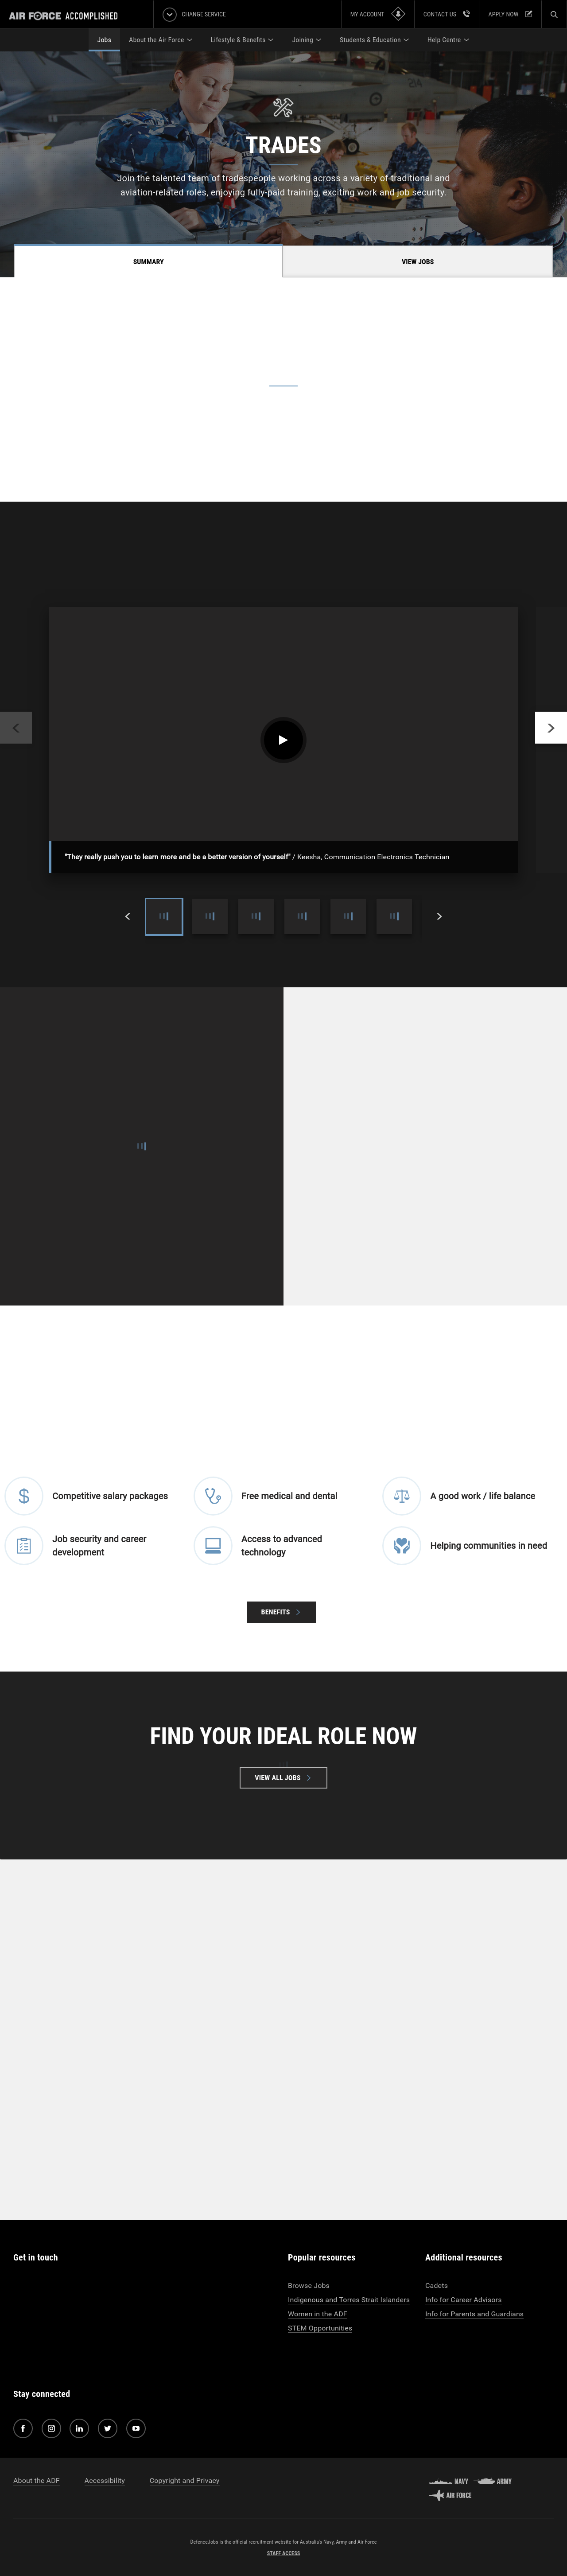 AIR FORCE ACCOMPLISHED
CHANGE SERVICE
MY ACCOUNT
CONTACT US
APPLY NOW
Jobs
About the Air Force
Lifestyle & Benefits
Joining
Students & Education
Help Centre
TRADES
Join the talented team of tradespeople working across a variety of traditional and
aviation-related roles, enjoying fully-paid training, exciting work and job security.
SUMMARY
VIEW JOBS
"They really push you to learn more and be a better version of yourself" / Keesha, Communication Electronics Technician
Competitive salary packages
Free medical and dental
A good work / life balance
Job security and career
development
Access to advanced
technology
Helping communities in need
BENEFITS
FIND YOUR IDEAL ROLE NOW
VIEW ALL JOBS
Get in touch
Popular resources
Browse Jobs
Indigenous and Torres Strait Islanders
Women in the ADF
STEM Opportunities
Additional resources
Cadets
Info for Career Advisors
Info for Parents and Guardians
Stay connected
About the ADF
Accessibility
Copyright and Privacy
NAVY
ARMY
AIR FORCE
DefenceJobs is the official recruitment website for Australia's Navy, Army and Air Force
STAFF ACCESS